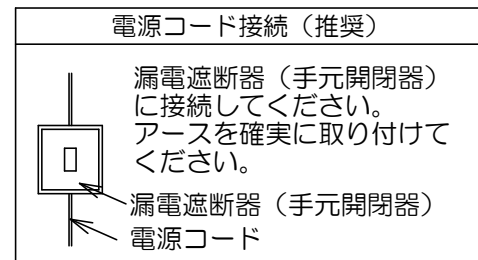 電源コード接続（推奨）
漏電遮断器（手元開閉器）
に接続してください。
アースを確実に取り付けて
ください。
漏電遮断器（手元開閉器）
電源コード